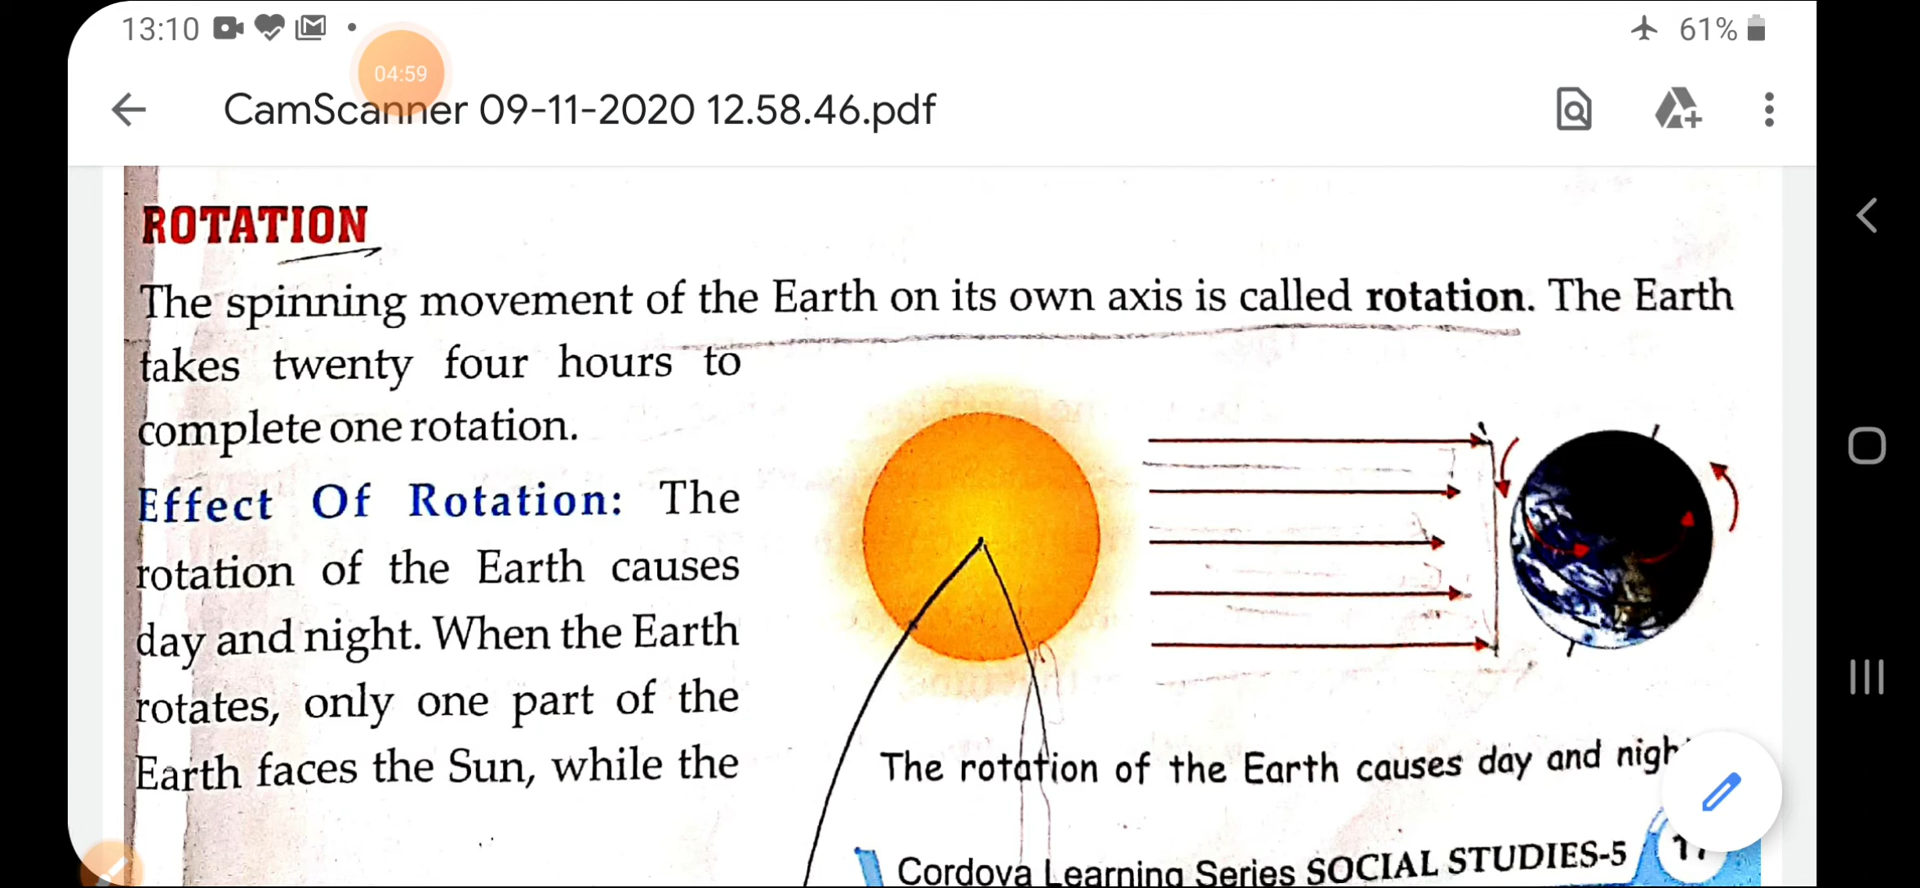 13:10
61%
04:59
CamScanner 09-11-2020 12.58.46.pdf
ROTATION
The spinning movement of the Earth on its own axis is called rotation. The Earth
takes twenty four hours to
complete one rotation.
Effect Of Rotation: The
rotation of the Earth causes
day and night. When the Earth
rotates, only one part of the
Earth faces the Sun, while the
The rotation of the Earth causes day and nigh
Cordova Learning Series SOCIAL STUDIES-5